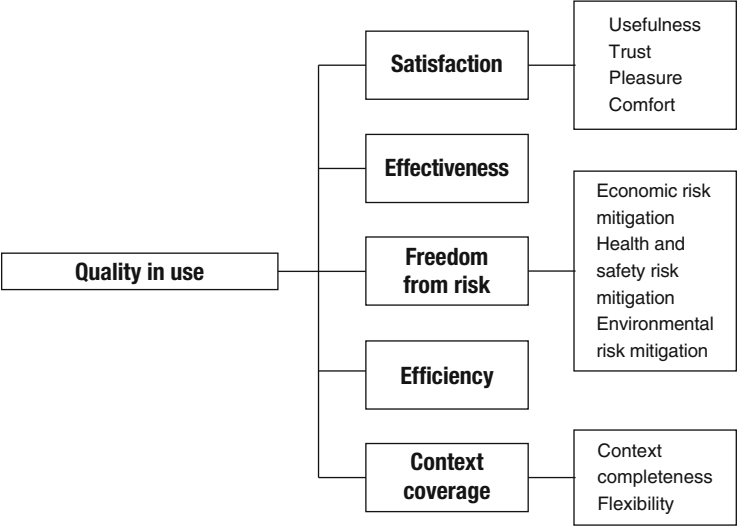 Quality in use
Satisfaction
Usefulness
Trust
Pleasure
Comfort
Effectiveness
Freedom
from risk
Economic risk
mitigation
Health and
safety risk
mitigation
Environmental
risk mitigation
Efficiency
Context
coverage
Context
completeness
Flexibility